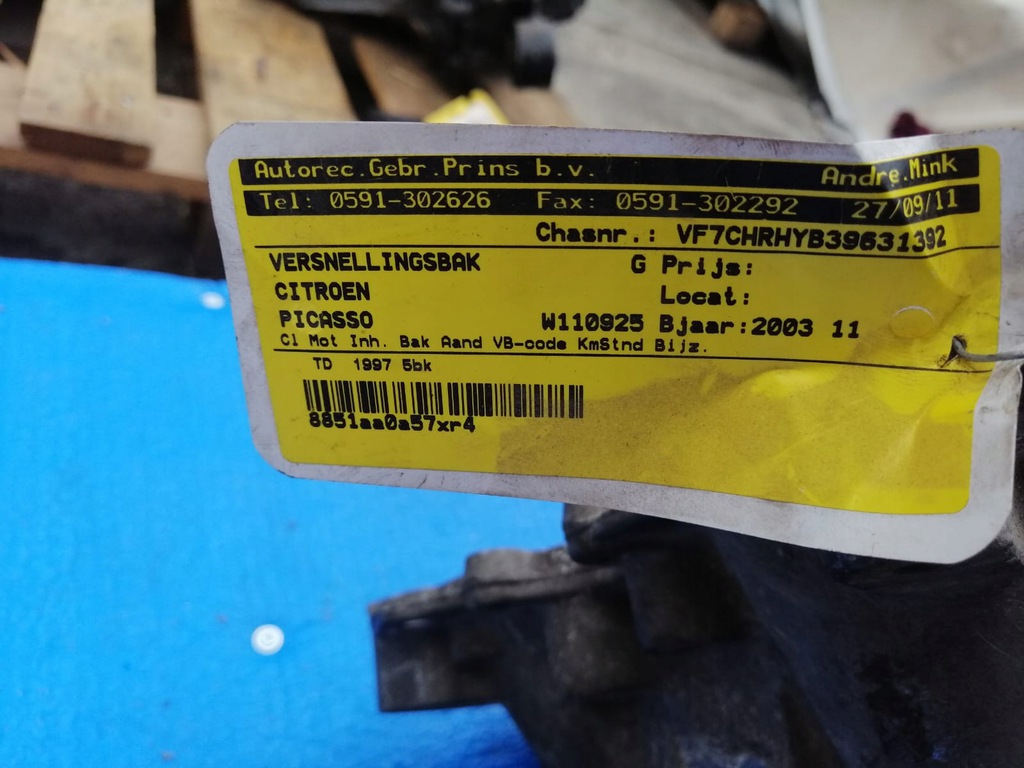 Autorec.Gebr.Prins b.v. Andre.Mink
Tel: 0591-302626 Fax: 0591-302292 27/09/11
Chasnr.: VF7CHRHYB39631392
VERSNELLINGSBAK G Prijs:
CITROEN Locat:
PICASSO W110925 Bjaar:2003 11
Cl Mot Inh. Bak Aand VB-code KmStnd Bijz.
TD 1997 5bk
8851aa0a57xr4